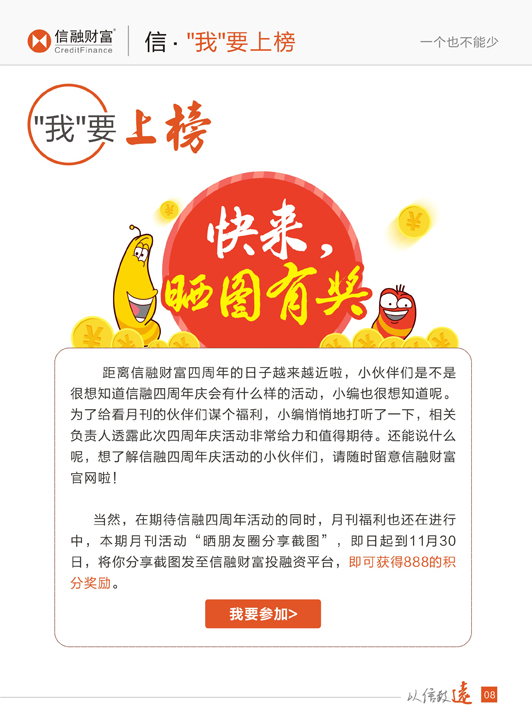 信融财富
CreditFinance
信·"我"要上榜
一个也不能少
"我"要上榜
快来，
晒图有奖
距离信融财富四周年的日子越来越近啦，小伙伴们是不是
很想知道信融四周年庆会有什么样的活动，小编也很想知道呢。
为了给看月刊的伙伴们谋个福利，小编悄悄地打听了一下，相关
负责人透露此次四周年庆活动非常给力和值得期待。还能说什么
呢，想了解信融四周年庆活动的小伙伴们，请随时留意信融财富
官网啦！
当然，在期待信融四周年活动的同时，月刊福利也还在进行
中，本期月刊活动“晒朋友圈分享截图”，即日起到11月30
日，将你分享截图发至信融财富投融资平台，即可获得888的积
分奖励。
我要参加>
以信致遠
08